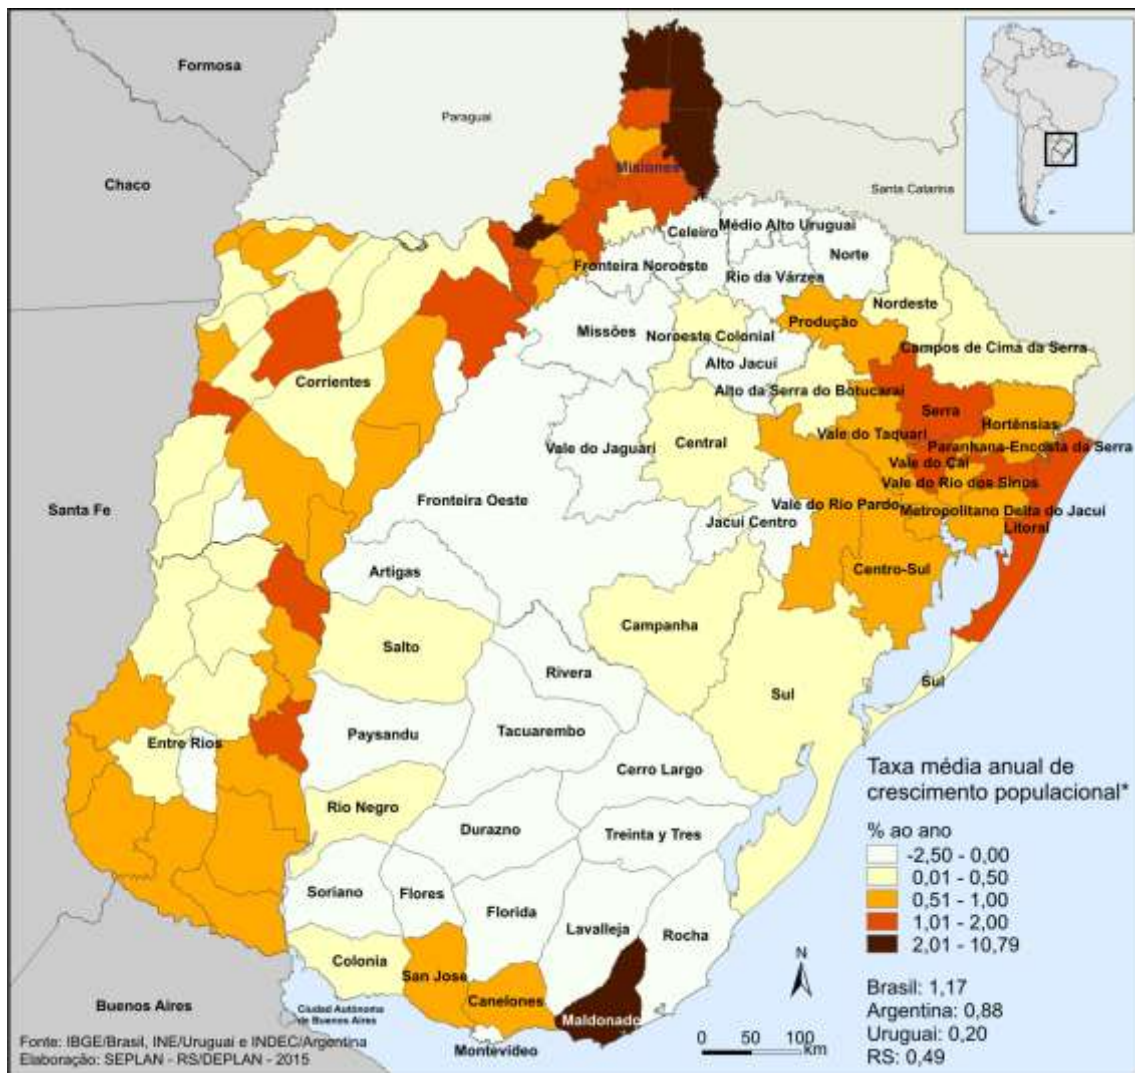 Formosa
Paraguai
Chaco
Misiones
Santa Catarina
Celeiro
Médio Alto Uruguai
Fronteira Noroeste
Rio da Várzea
Norte
Nordeste
Missões
Noroeste Colonial
Produção
Campos de Cima da Serra
Alto Jacuí
Corrientes
Alto da Serra do Botucaraí
Serra
Hortênsias
Vale do Jaguari
Central
Vale do Taquari
Paranhana-Encosta da Serra
Vale do Caí
Vale do Rio dos Sinos
Fronteira Oeste
Santa Fe
Vale do Rio Pardo
Metropolitano Delta do Jacuí
Jacuí Centro
Litoral
Artigas
Centro-Sul
Campanha
Salto
Rivera
Sul
Sul
Paysandu
Tacuarembo
Entre Rios
Cerro Largo
Rio Negro
Durazno
Treinta y Tres
Soriano
Flores
Florida
Lavalleja
Rocha
Colonia
San Jose
Canelones
Maldonado
Montevideo
Buenos Aires
Ciudad Autónoma
de Buenos Aires
Taxa média anual de
crescimento populacional*
% ao ano
-2,50 - 0,00
0,01 - 0,50
0,51 - 1,00
1,01 - 2,00
2,01 - 10,79
N
0 40 80
km
Brasil: 1,17
Argentina: 0,88
Uruguai: 0,20
RS: 0,49
Fonte: IBGE/Brasil, INE/Uruguai e INDEC/Argentina
Elaboração: SEPLAN - RS/DEPLAN - 2015